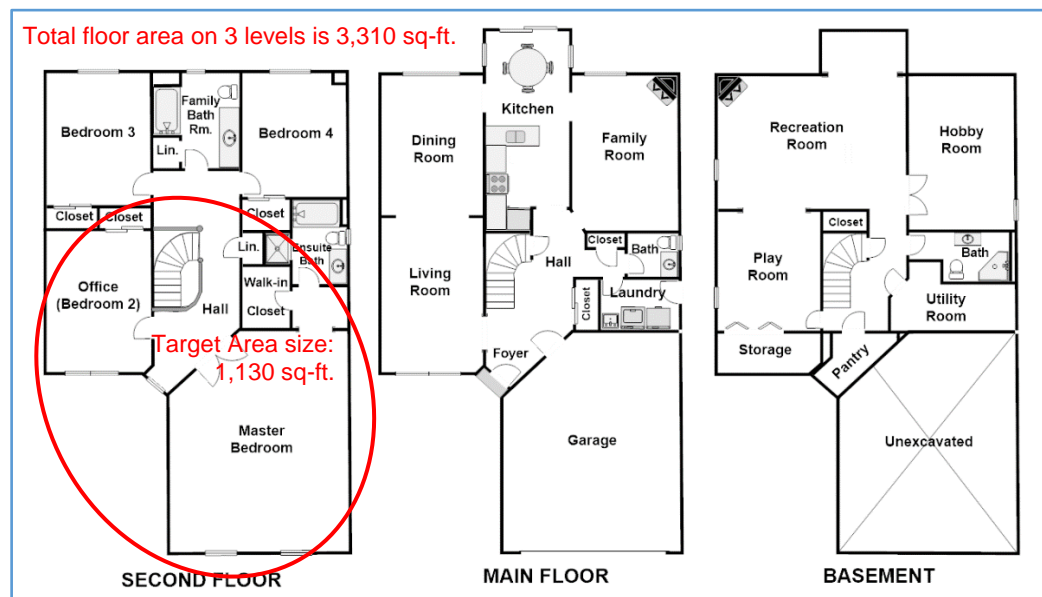 Total floor area on 3 levels is 3,310 sq-ft.
Bedroom 3
Family
Bath
Rm.
Bedroom 4
Lin.
Closet
Closet
Closet
Lin.
Ensuite
Bath
Office
(Bedroom 2)
Walk-in
Closet
Hall
Target Area size:
1,130 sq-ft.
Master
Bedroom
SECOND FLOOR
Kitchen
Dining
Room
Family
Room
Closet
Bath
Hall
Living
Room
Closet
Laundry
Foyer
Garage
MAIN FLOOR
Recreation
Room
Hobby
Room
Closet
Play
Room
Bath
Utility
Room
Storage
Pantry
Unexcavated
BASEMENT